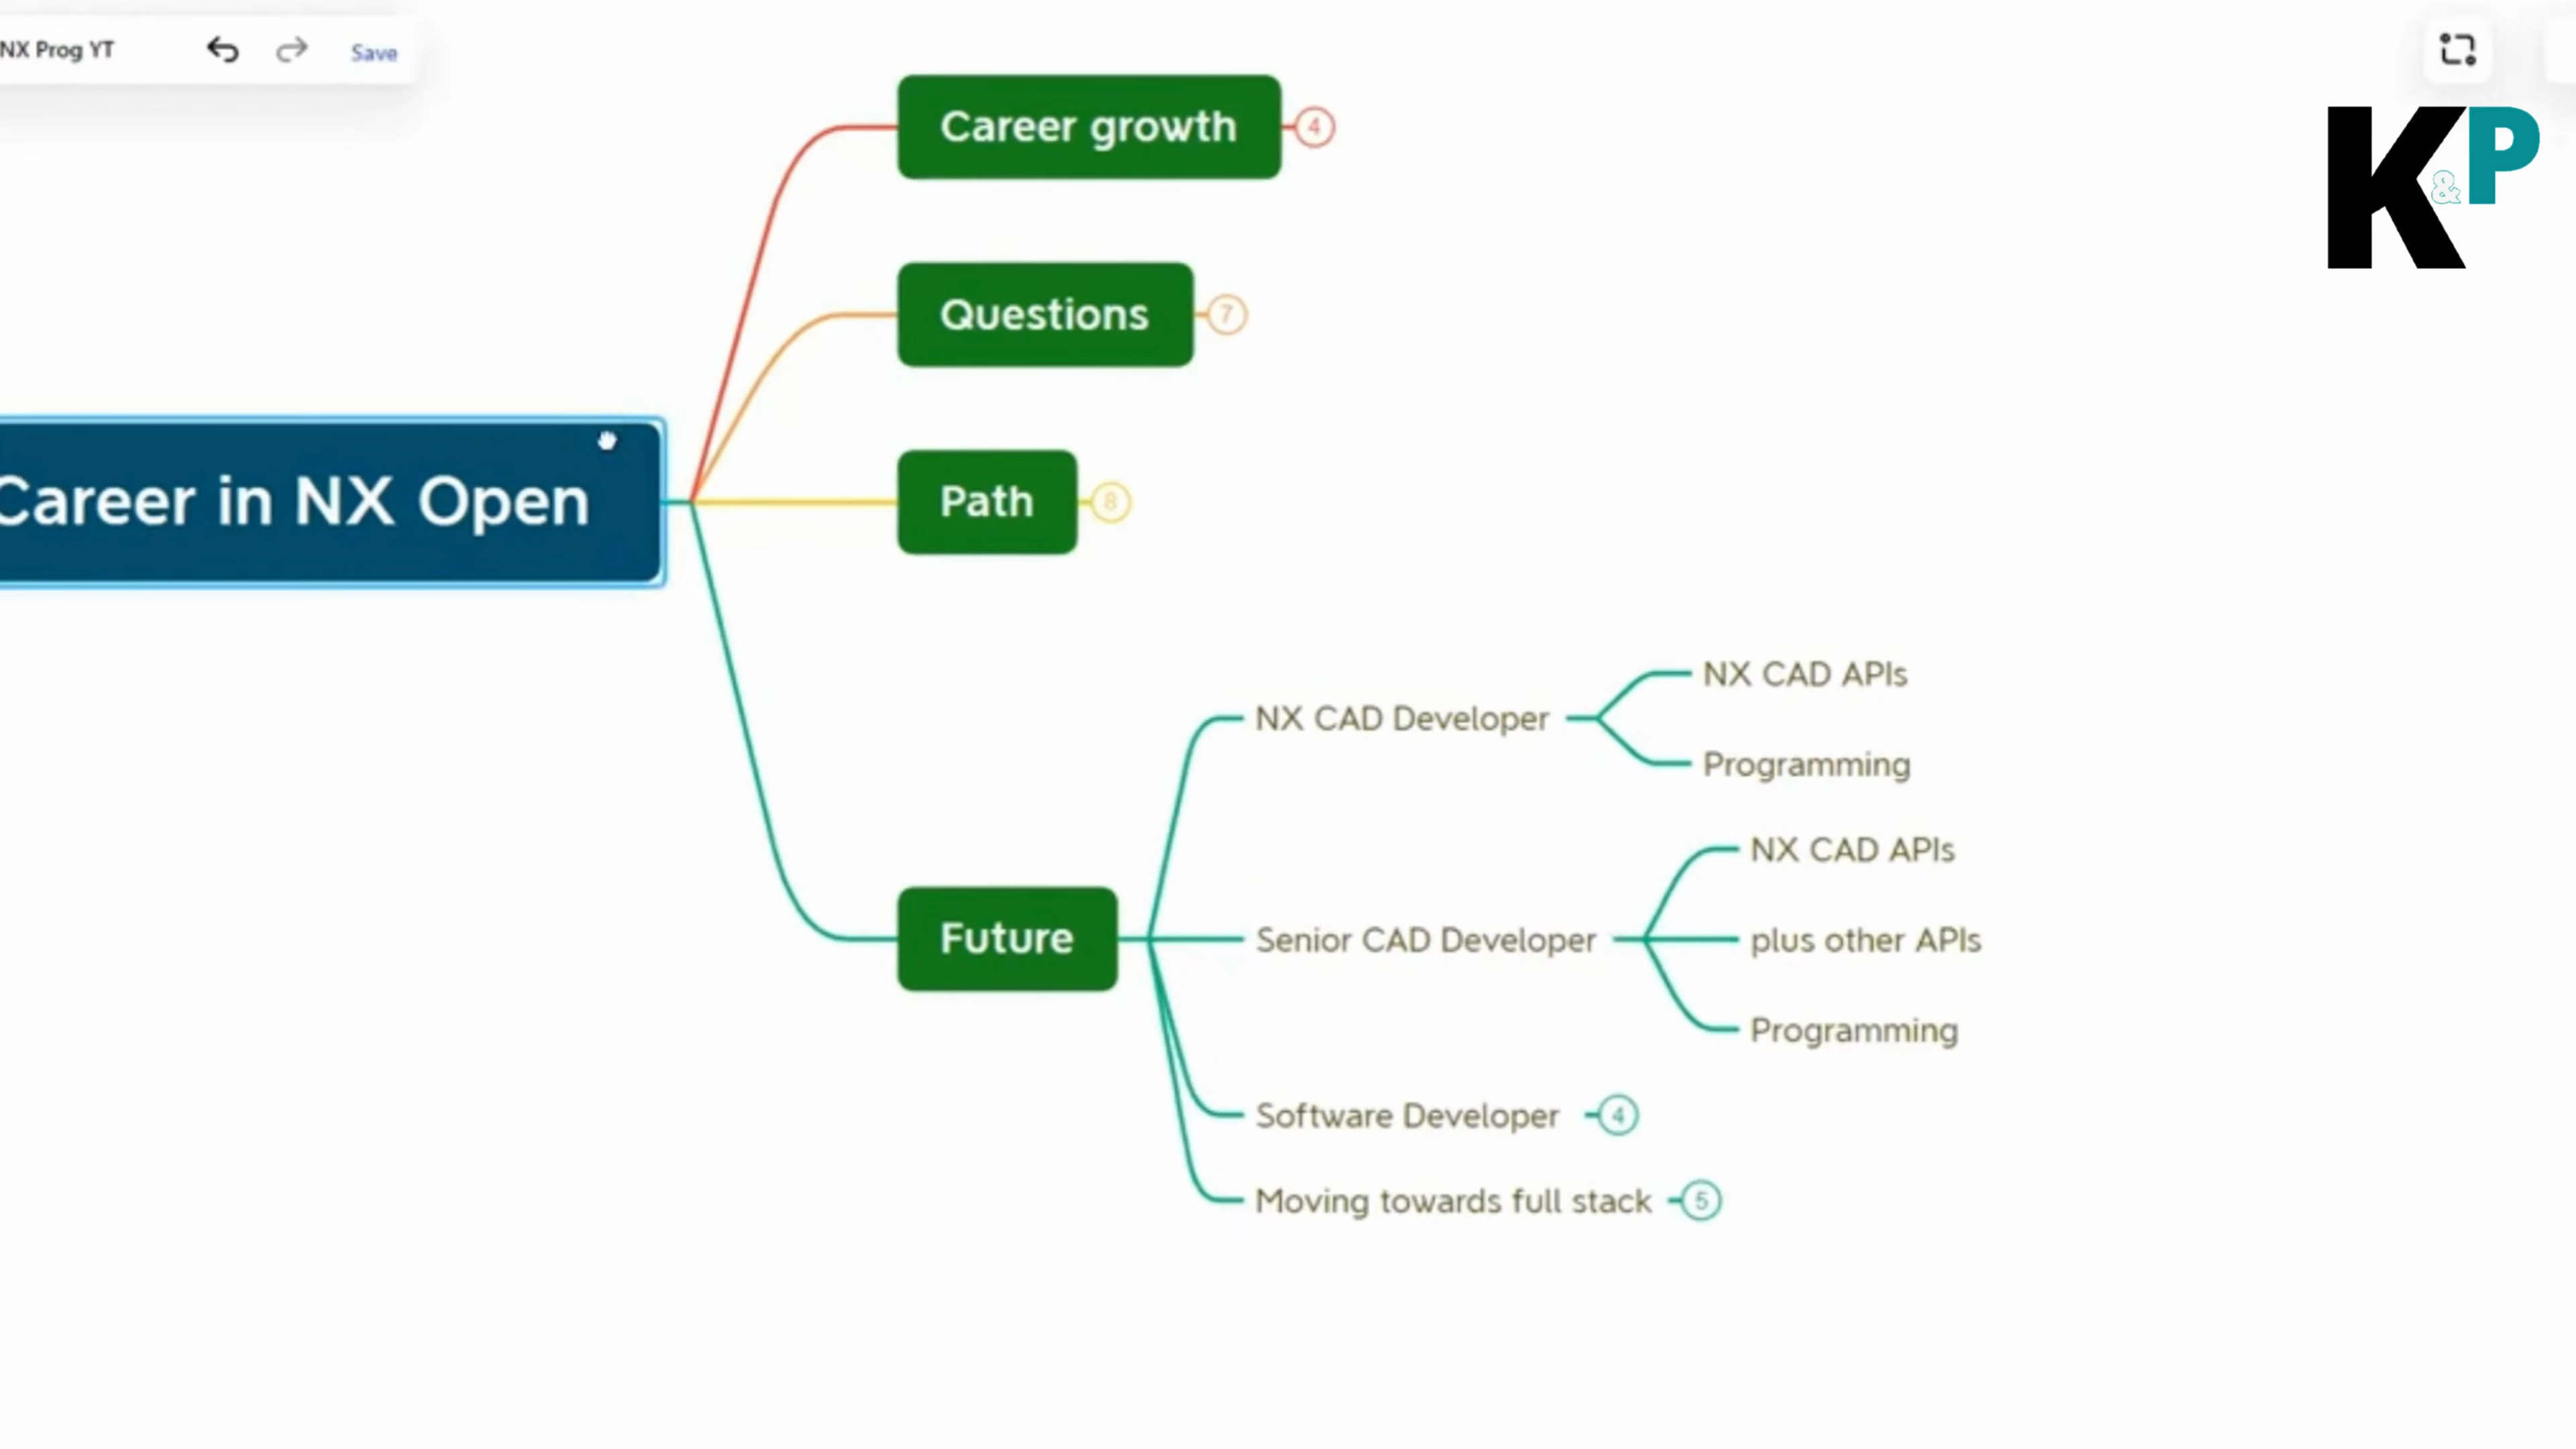 NX Prog YT
Save
K&P
Career growth
4
Questions
7
Career in NX Open
Path
8
Future
NX CAD Developer
NX CAD APIs
Programming
Senior CAD Developer
NX CAD APIs
plus other APIs
Programming
Software Developer
4
Moving towards full stack
5